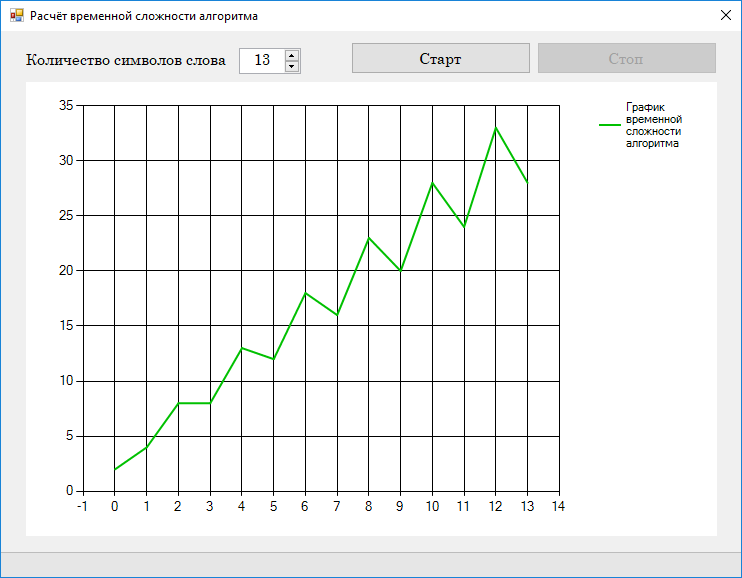 Расчёт временной сложности алгоритма
Количество символов слова 13 Старт Стоп
График
временной
сложности
алгоритма
35
30
25
20
15
10
5
0
-1 0 1 2 3 4 5 6 7 8 9 10 11 12 13 14